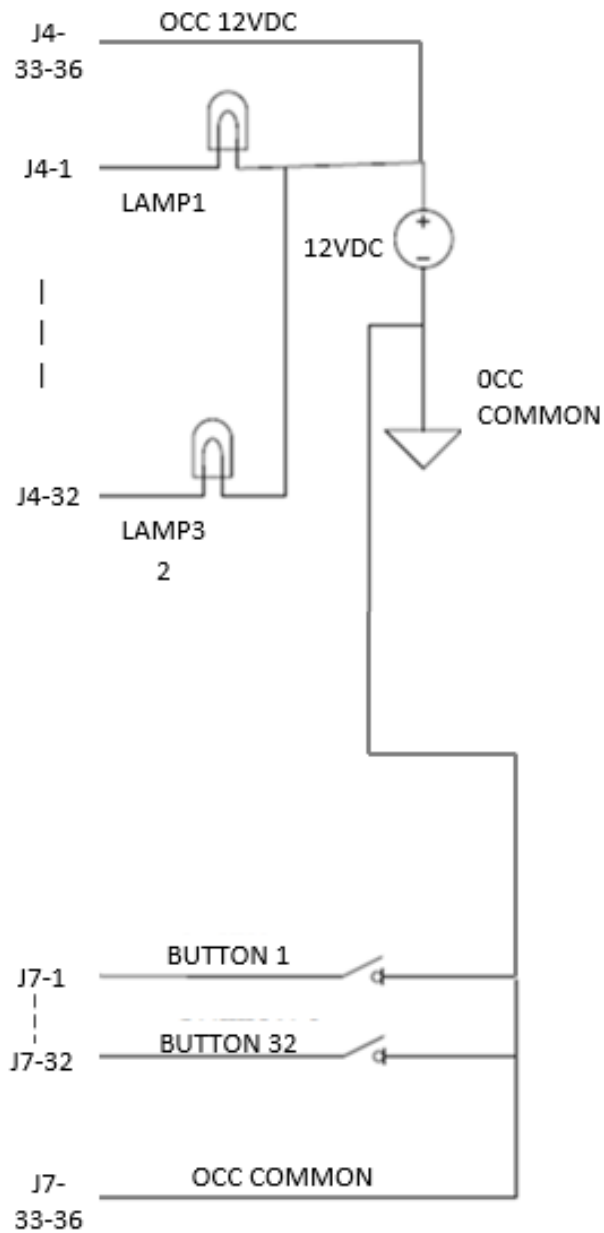 J4-
33-36
OCC 12VDC
J4-1
LAMP1
12VDC
+
−
0CC
COMMON
J4-32
LAMP3
2
BUTTON 1
J7-1
BUTTON 32
J7-32
OCC COMMON
J7-
33-36